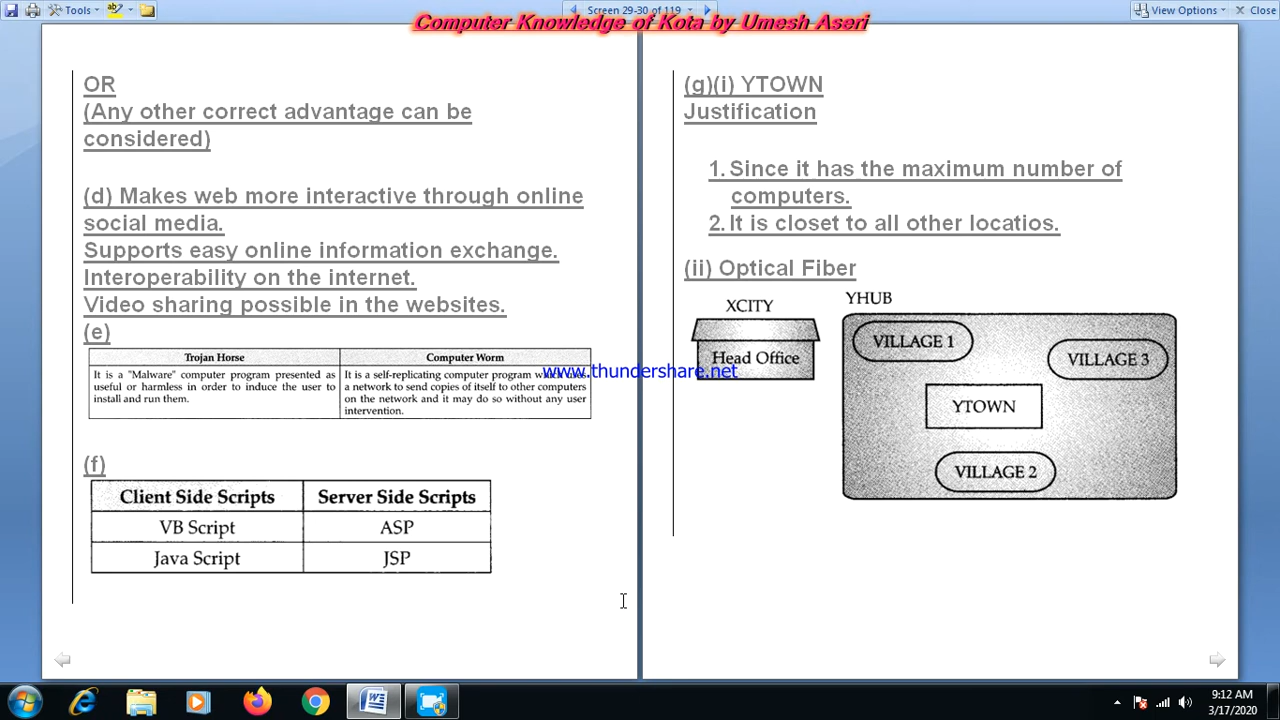 Tools
Screen 29-30 of 119
View Options
Close
Computer Knowledge of Kota by Umesh Aseri
OR
(Any other correct advantage can be
considered)
(d) Makes web more interactive through online
social media.
Supports easy online information exchange.
Interoperability on the internet.
Video sharing possible in the websites.
(e)
Trojan Horse
Computer Worm
It is a "Malware" computer program presented as
useful or harmless in order to induce the user to
install and run them.
It is a self-replicating computer program which uses
a network to send copies of itself to other computers
on the network and it may do so without any user
intervention.
(f)
Client Side Scripts
Server Side Scripts
VB Script
ASP
Java Script
JSP
(g)(i) YTOWN
Justification
1. Since it has the maximum number of
computers.
2. It is closet to all other locatios.
(ii) Optical Fiber
XCITY
Head Office
YHUB
VILLAGE 1
VILLAGE 3
YTOWN
VILLAGE 2
www.thundershare.net
9:12 AM
3/17/2020